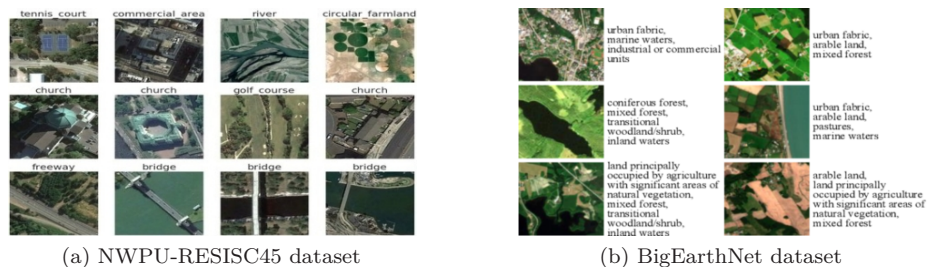 tennis_court commercial_area river circular_farmland
church church golf_course church
freeway bridge bridge bridge
(a) NWPU-RESISC45 dataset
urban fabric,
marine waters,
industrial or commercial
units
urban fabric,
arable land,
mixed forest
coniferous forest,
mixed forest,
transitional
woodland/shrub,
inland waters
urban fabric,
arable land,
pastures,
marine waters
land principally
occupied by agriculture
with significant areas of
natural vegetation,
mixed forest,
transitional
woodland/shrub,
inland waters
arable land,
land principally
occupied by agriculture
with significant areas of
natural vegetation,
mixed forest
(b) BigEarthNet dataset